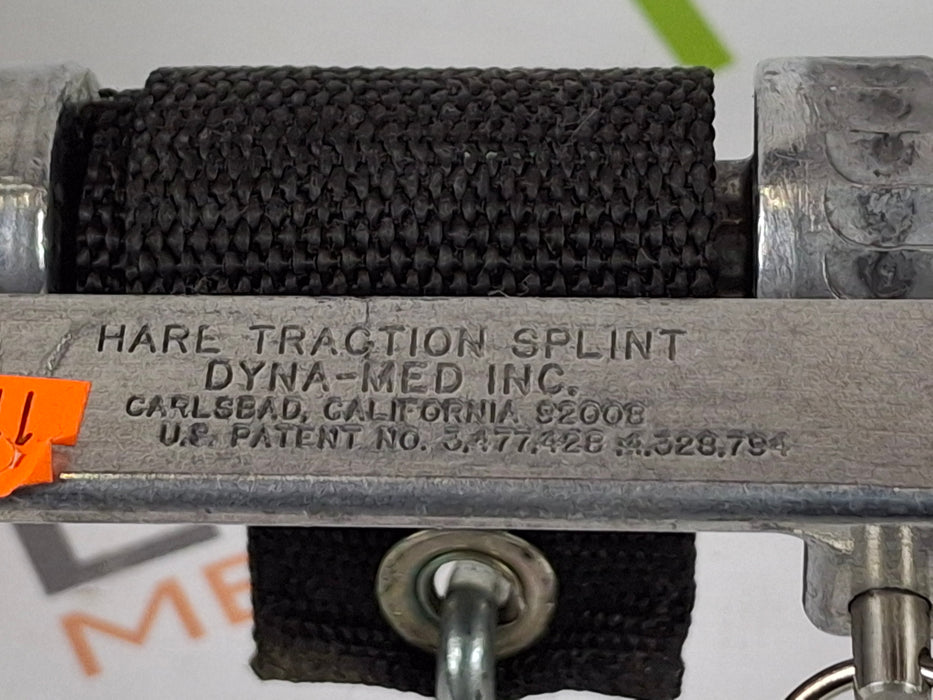 HARE TRACTION SPLINT
DYNA-MED INC.
CARLSBAD, CALIFORNIA 92008
U.S. PATENT NO. 3,477,428 4,328,794